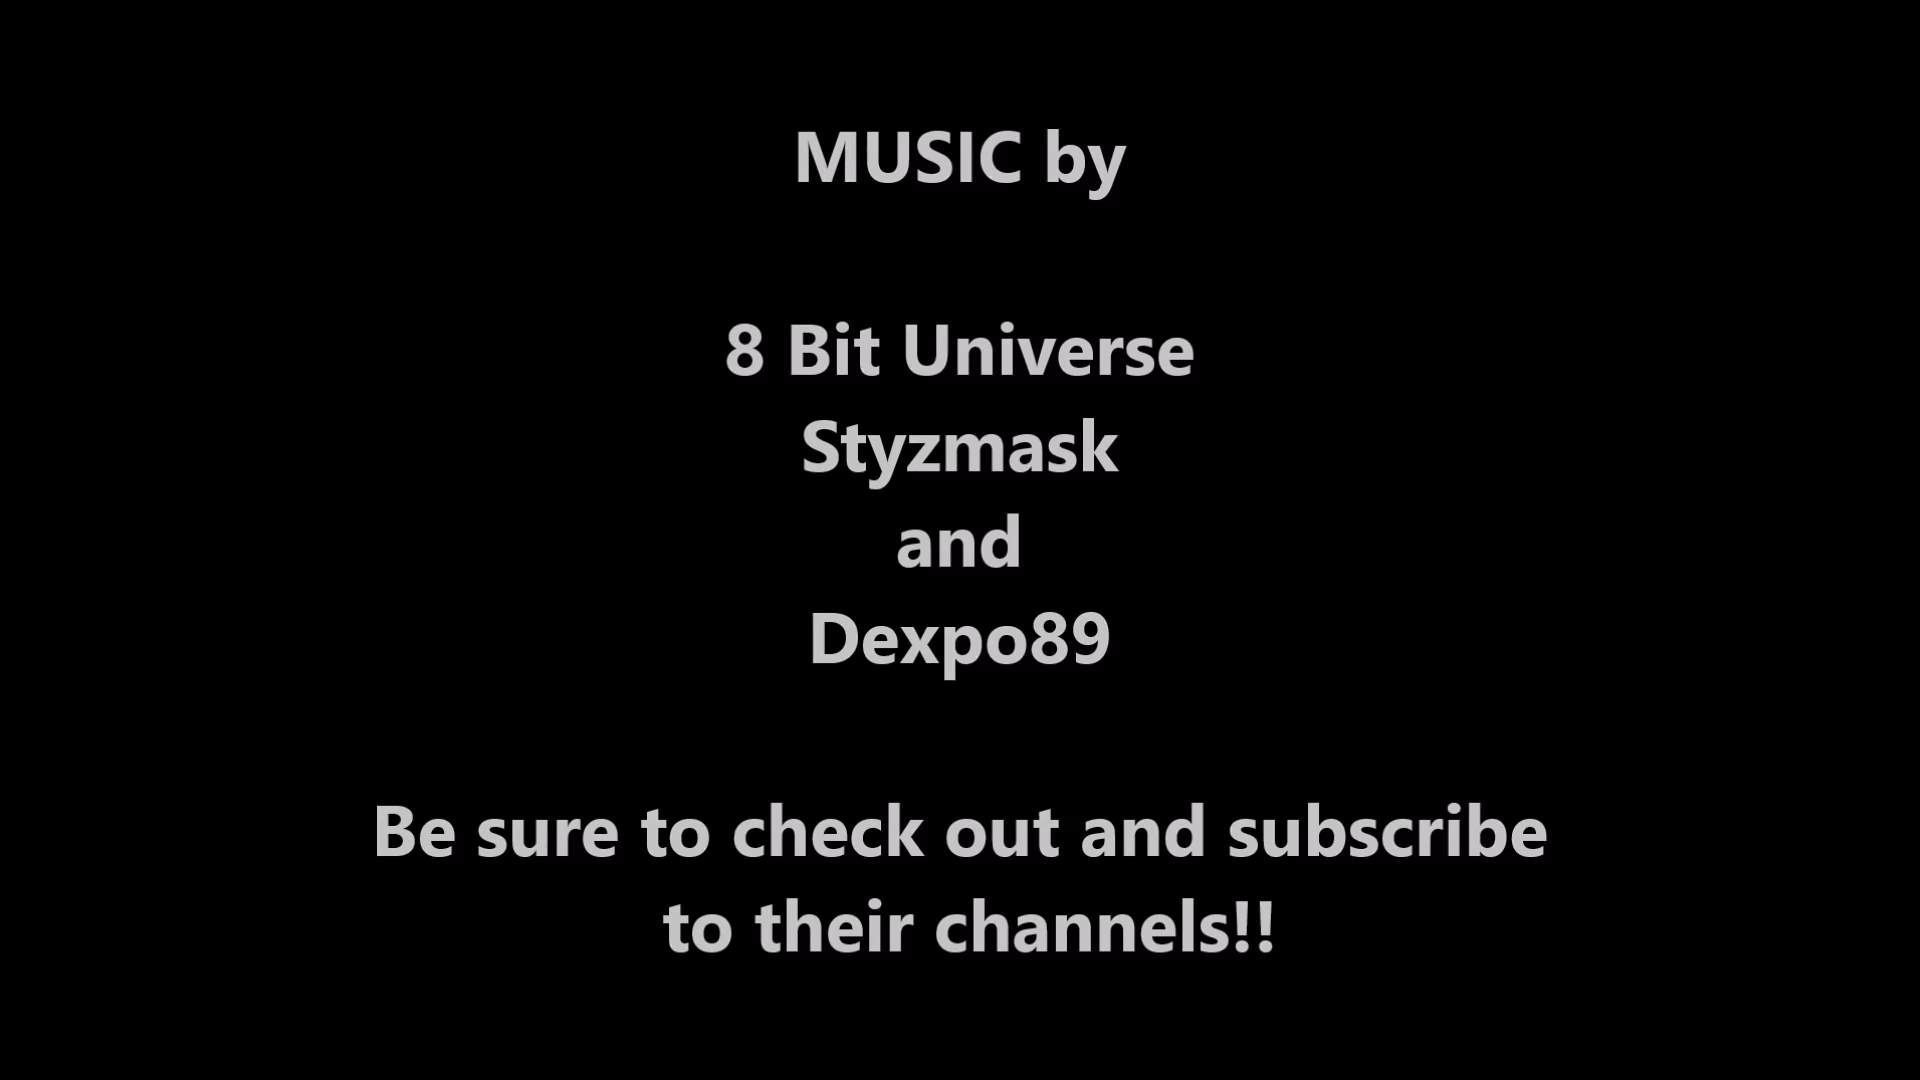 MUSIC by
8 Bit Universe
Styzmask
and
Dexpo89
Be sure to check out and subscribe
to their channels!!